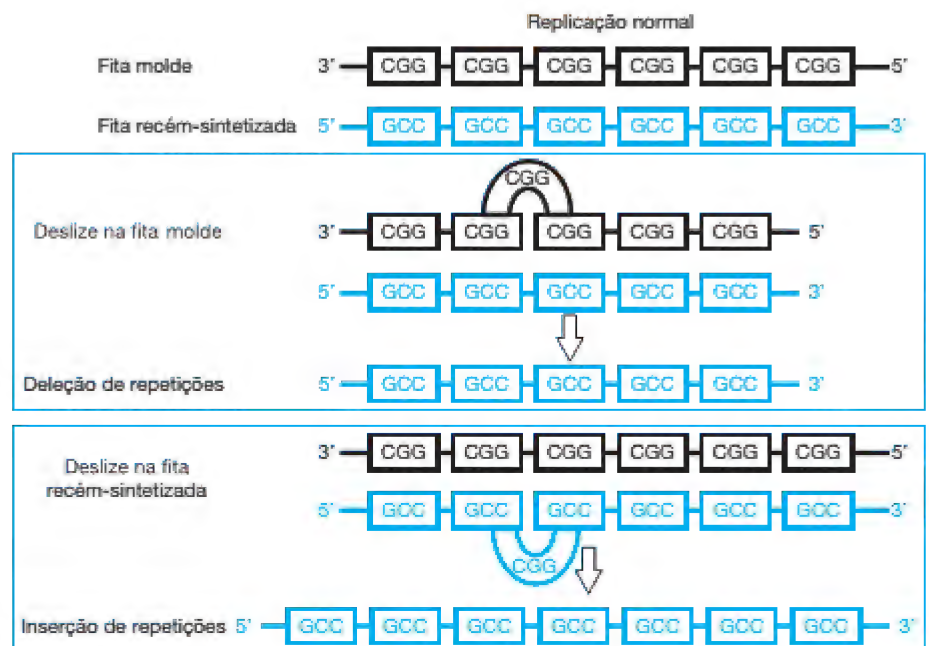 Replicação normal
Fita molde 3' CGG CGG CGG CGG CGG CGG 5'
Fita recém-sintetizada 5' GCC GCC GCC GCC GCC GCC 3'
CGG
Deslize na fita molde 3' CGG CGG CGG CGG CGG 5'
5' GCC GCC GCC GCC GCC 3'
Deleção de repetições 5' GCC GCC GCC GCC GCC 3'
3' CGG CGG CGG CGG CGG CGG 5'
Deslize na fita
recém-sintetizada
5' GCC GCC GCC GCC GCC GCC 3'
CGG
Inserção de repetições 5' GCC GCC GCC GCC GCC GCC GCC 3'